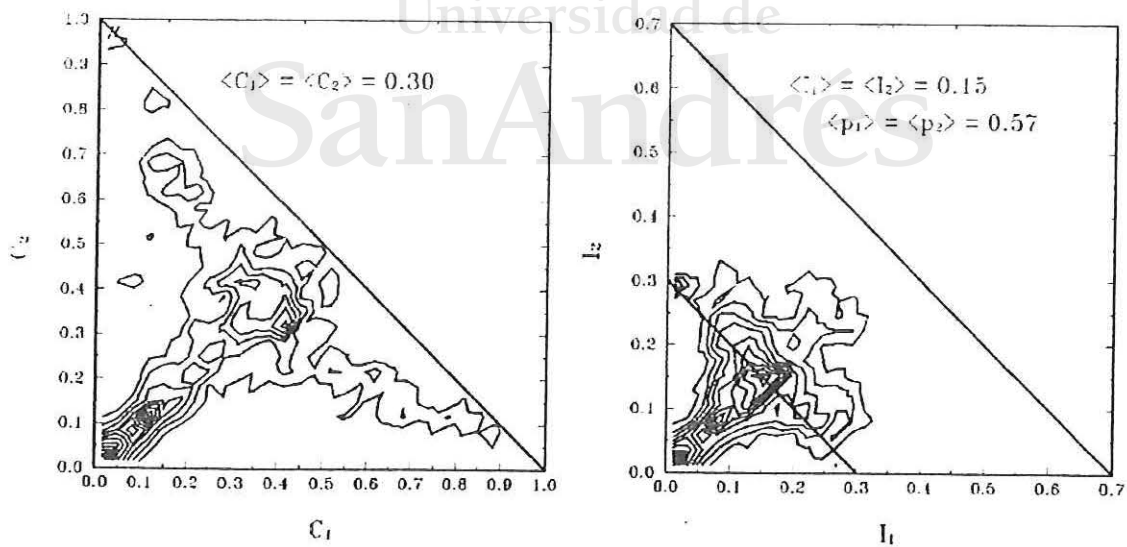 Universidad de
SanAndrés
<C₁> = <C₂> = 0.30
1.0
0.9
0.8
0.7
0.6
0.5
0.4
0.3
0.2
0.1
0.0
C₂
0.0 0.1 0.2 0.3 0.4 0.5 0.6 0.7 0.8 0.9 1.0
C₁
<I₁> = <I₂> = 0.15
<p₁> = <p₂> = 0.57
0.7
0.6
0.5
0.4
0.3
0.2
0.1
0.0
I₂
0.0 0.1 0.2 0.3 0.4 0.5 0.6 0.7
I₁